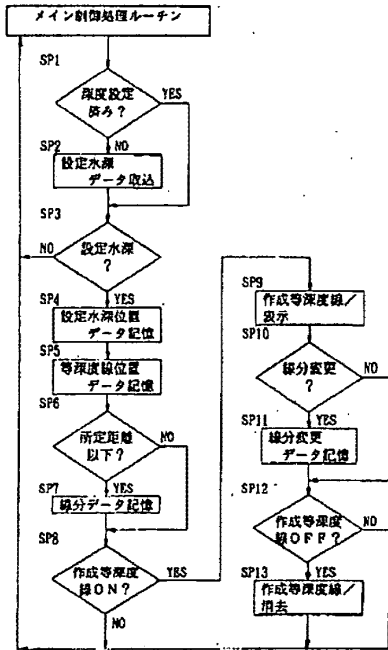 メイン制御処理ルーチン
SP1
深度設定
済み?
YES
NO
SP2
設定水深
データ取込
SP3
設定水深
?
NO
YES
SP4
設定水深位置
データ記憶
SP5
等深度線位置
データ記憶
SP6
所定距離
以下?
NO
YES
SP7
線分データ記憶
SP8
作成等深度
線ON?
YES
NO
SP9
作成等深度線/
表示
SP10
線分変更
?
NO
YES
SP11
線分変更
データ記憶
SP12
作成等深度
線OFF?
NO
YES
SP13
作成等深度線/
消去